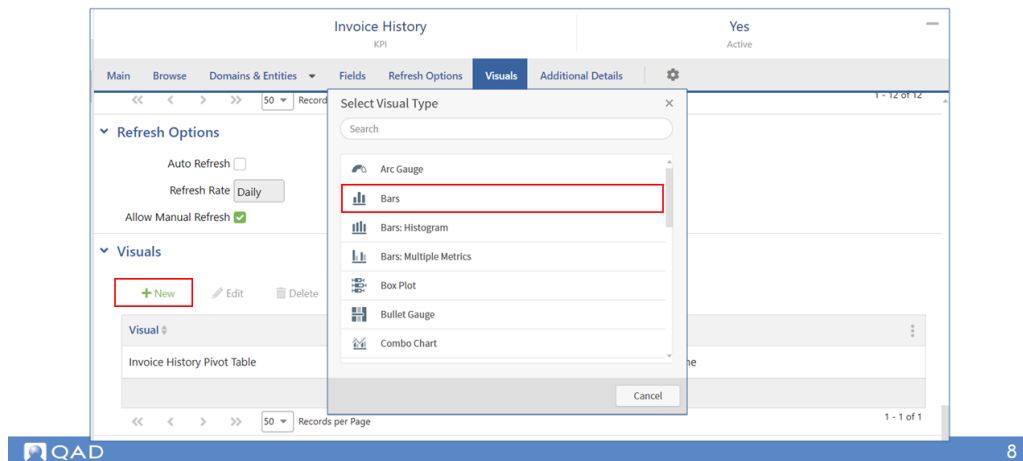 Invoice History
KPI
Yes
Active
Main Browse Domains & Entities Fields Refresh Options Visuals Additional Details
50 Record
1 - 12 of 12
Refresh Options
Auto Refresh
Refresh Rate Daily
Allow Manual Refresh
Visuals
New Edit Delete
Visual
Invoice History Pivot Table
50 Records per Page
1 - 1 of 1
Select Visual Type
Search
Arc Gauge
Bars
Bars: Histogram
Bars: Multiple Metrics
Box Plot
Bullet Gauge
Combo Chart
Cancel
QAD
8